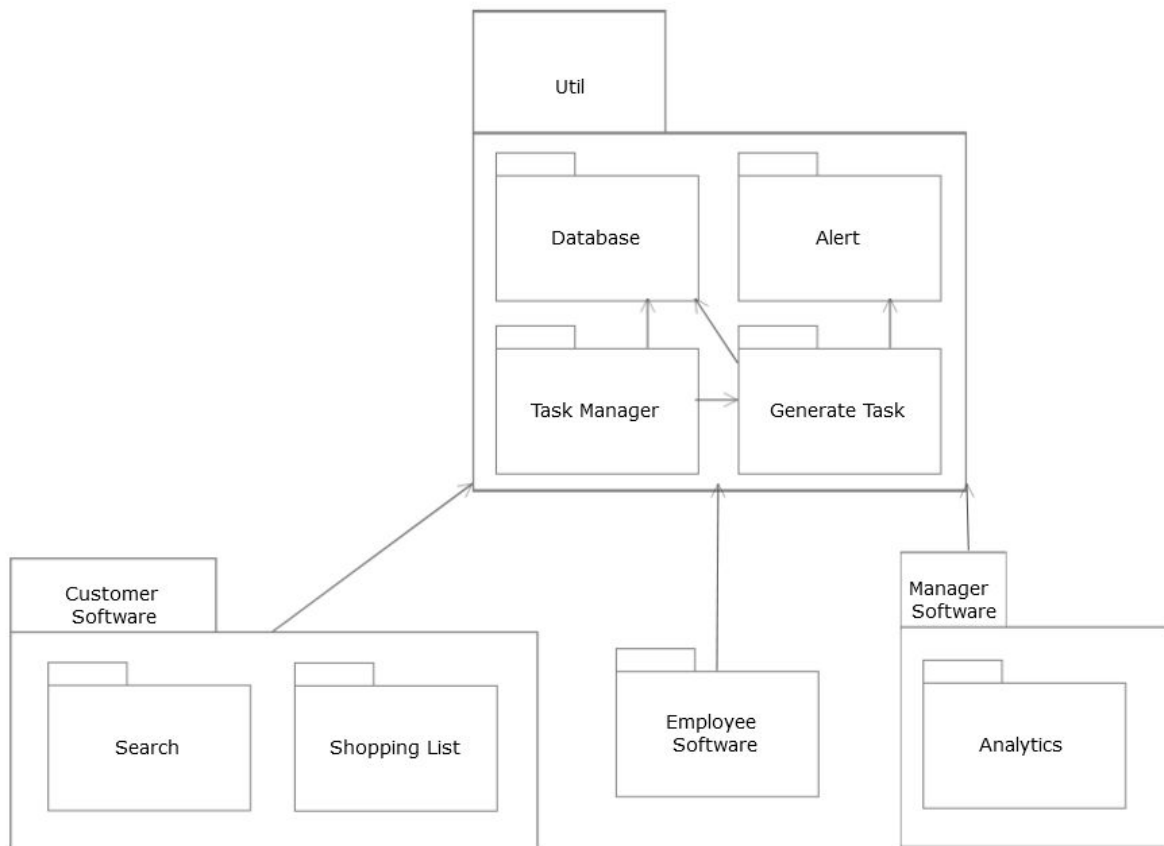 Util
Database
Alert
Task Manager
Generate Task
Customer
Software
Manager
Software
Employee
Software
Search
Shopping List
Analytics